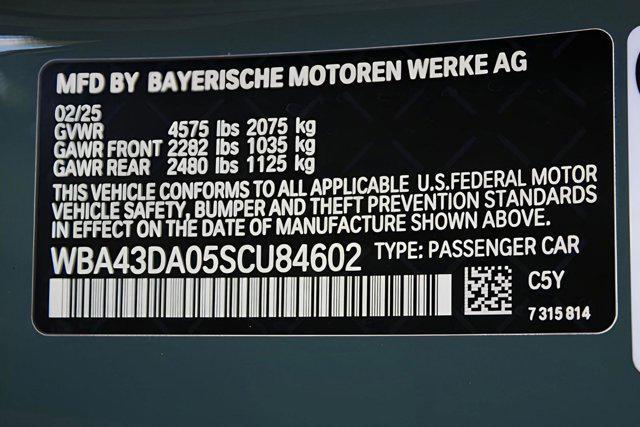 MFD BY BAYERISCHE MOTOREN WERKE AG
02/25
GVWR 4575 lbs 2075 kg
GAWR FRONT 2282 lbs 1035 kg
GAWR REAR 2480 lbs 1125 kg
THIS VEHICLE CONFORMS TO ALL APPLICABLE U.S.FEDERAL MOTOR
VEHICLE SAFETY, BUMPER AND THEFT PREVENTION STANDARDS
IN EFFECT ON THE DATE OF MANUFACTURE SHOWN ABOVE.
WBA43DA05SCU84602 TYPE: PASSENGER CAR
C5Y
7 315 814